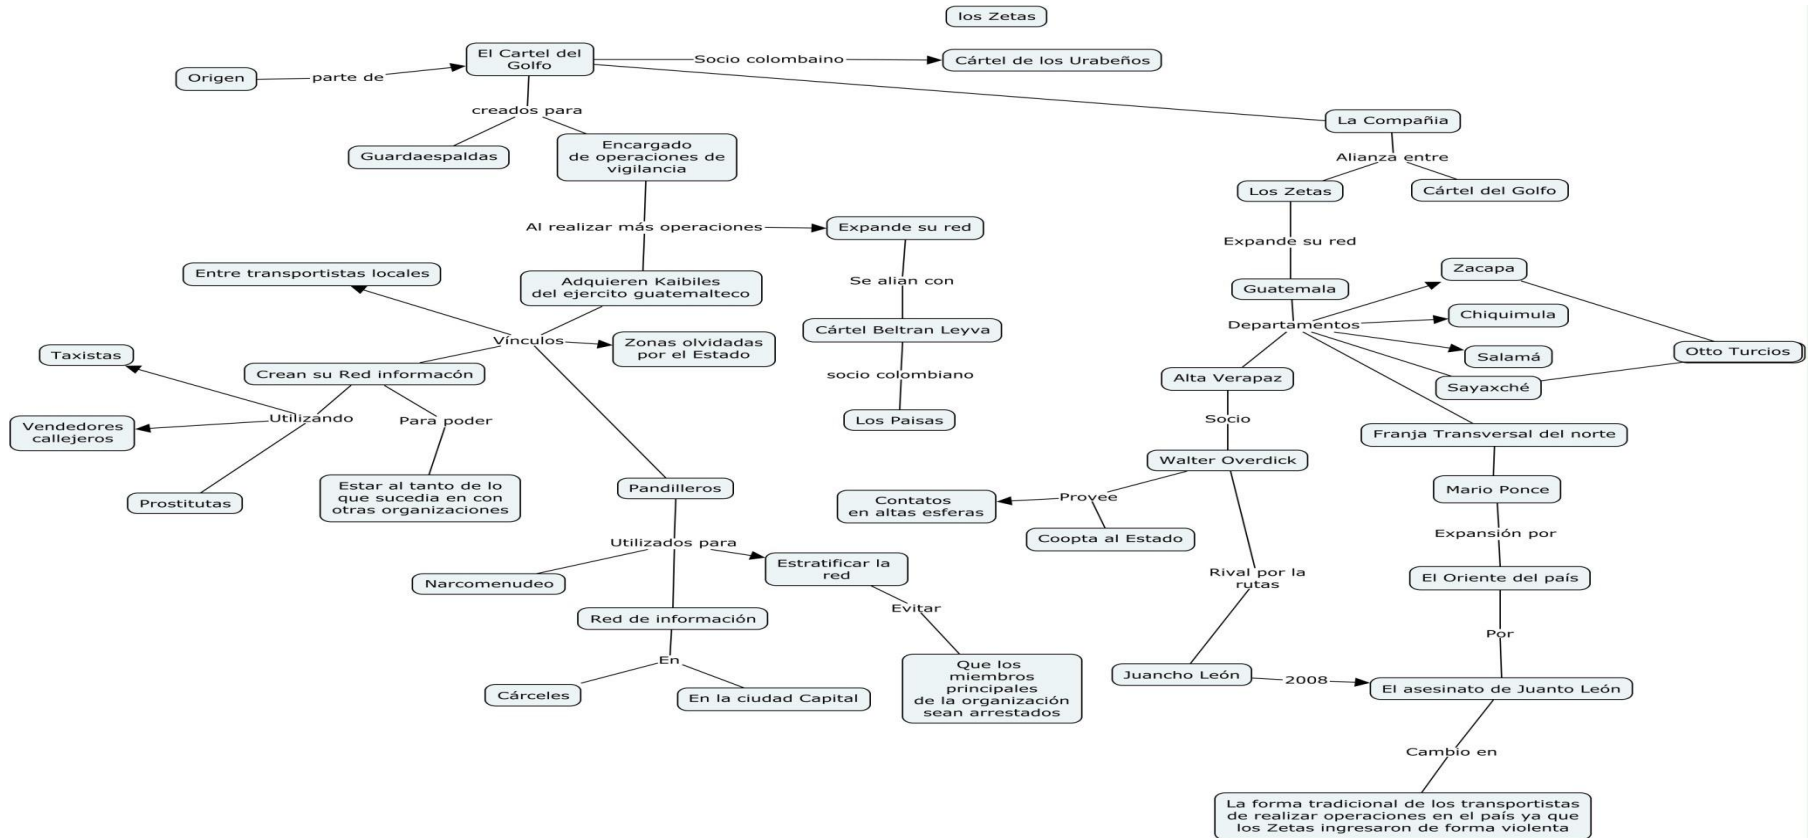 los Zetas
El Cartel del
Golfo
Socio colombaino
Cártel de los Urabeños
Origen
parte de
creados para
La Compañia
Guardaespaldas
Encargado
de operaciones de
vigilancia
Alianza entre
Los Zetas
Cártel del Golfo
Al realizar más operaciones
Expande su red
Expande su red
Entre transportistas locales
Adquieren Kaibiles
del ejercito guatemalteco
Se alian con
Guatemala
Zacapa
Cártel Beltran Leyva
Departamentos
Chiquimula
Vínculos
Zonas olvidadas
por el Estado
Taxistas
Crean su Red informacón
socio colombiano
Alta Verapaz
Salamá
Otto Turcios
Sayaxché
Vendedores
callejeros
Utilizando
Para poder
Los Paisas
Socio
Franja Transversal del norte
Walter Overdick
Prostitutas
Estar al tanto de lo
que sucedia en con
otras organizaciones
Pandilleros
Contatos
en altas esferas
Provee
Mario Ponce
Coopta al Estado
Expansión por
Utilizados para
Narcomenudeo
Estratificar la
red
Rival por la
rutas
El Oriente del país
Red de información
Evitar
Por
En
Cárceles
En la ciudad Capital
Que los
miembros
principales
de la organización
sean arrestados
Juancho León
2008
El asesinato de Juanto León
Cambio en
La forma tradicional de los transportistas
de realizar operaciones en el país ya que
los Zetas ingresaron de forma violenta